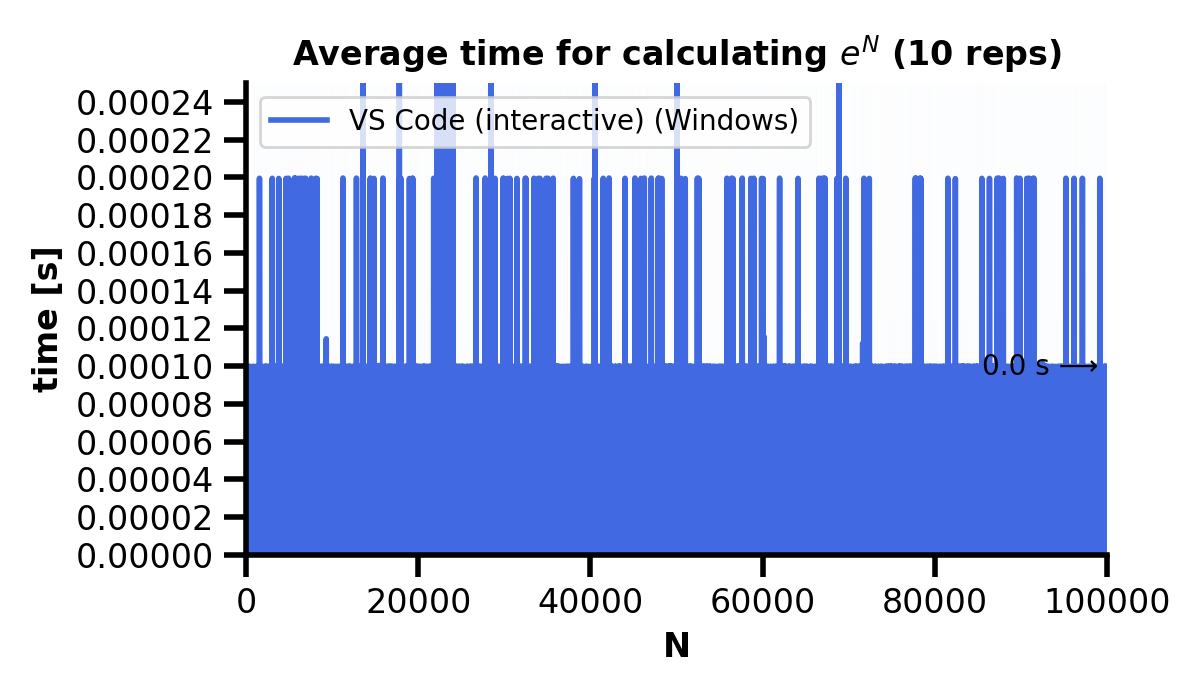 Average time for calculating e^N (10 reps)
VS Code (interactive) (Windows)
0.00024
0.00022
0.00020
0.00018
0.00016
0.00014
0.00012
0.00010
0.00008
0.00006
0.00004
0.00002
0.00000
time [s]
0.0 s ⟶
0 20000 40000 60000 80000 100000
N